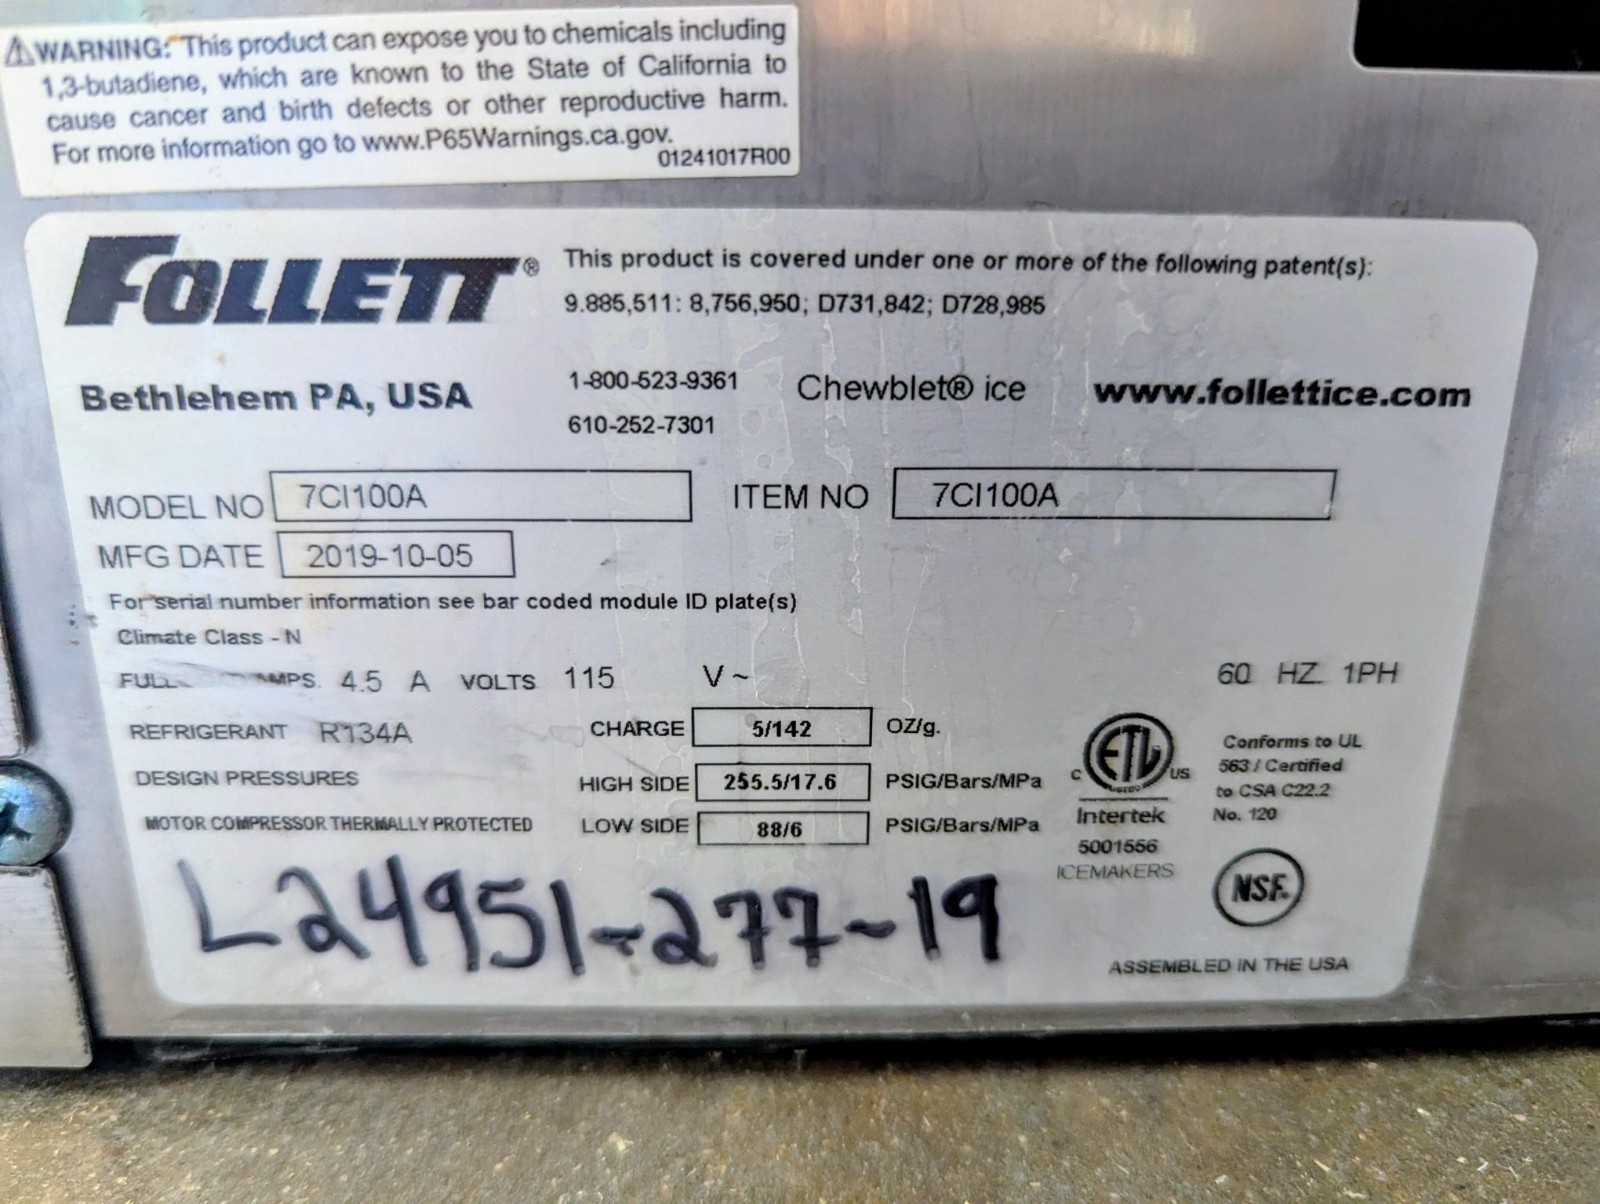 ⚠WARNING: This product can expose you to chemicals including
1,3-butadiene, which are known to the State of California to
cause cancer and birth defects or other reproductive harm.
For more information go to www.P65Warnings.ca.gov.
01241017R00
FOLLETT®
This product is covered under one or more of the following patent(s):
9.885,511: 8,756,950; D731,842; D728,985
Bethlehem PA, USA
1-800-523-9361
610-252-7301
Chewblet® ice
www.follettice.com
MODEL NO 7CI100A ITEM NO 7CI100A
MFG DATE 2019-10-05
For serial number information see bar coded module ID plate(s)
Climate Class - N
FULL AMPS. 4.5 A VOLTS 115 V ~ 60 HZ 1PH
REFRIGERANT R134A CHARGE 5/142 OZ/g.
DESIGN PRESSURES HIGH SIDE 255.5/17.6 PSIG/Bars/MPa
MOTOR COMPRESSOR THERMALLY PROTECTED LOW SIDE 88/6 PSIG/Bars/MPa
C ETL US
Intertek
5001556
ICEMAKERS
Conforms to UL
563 / Certified
to CSA C22.2
No. 120
NSF.
L24951-277-19
ASSEMBLED IN THE USA